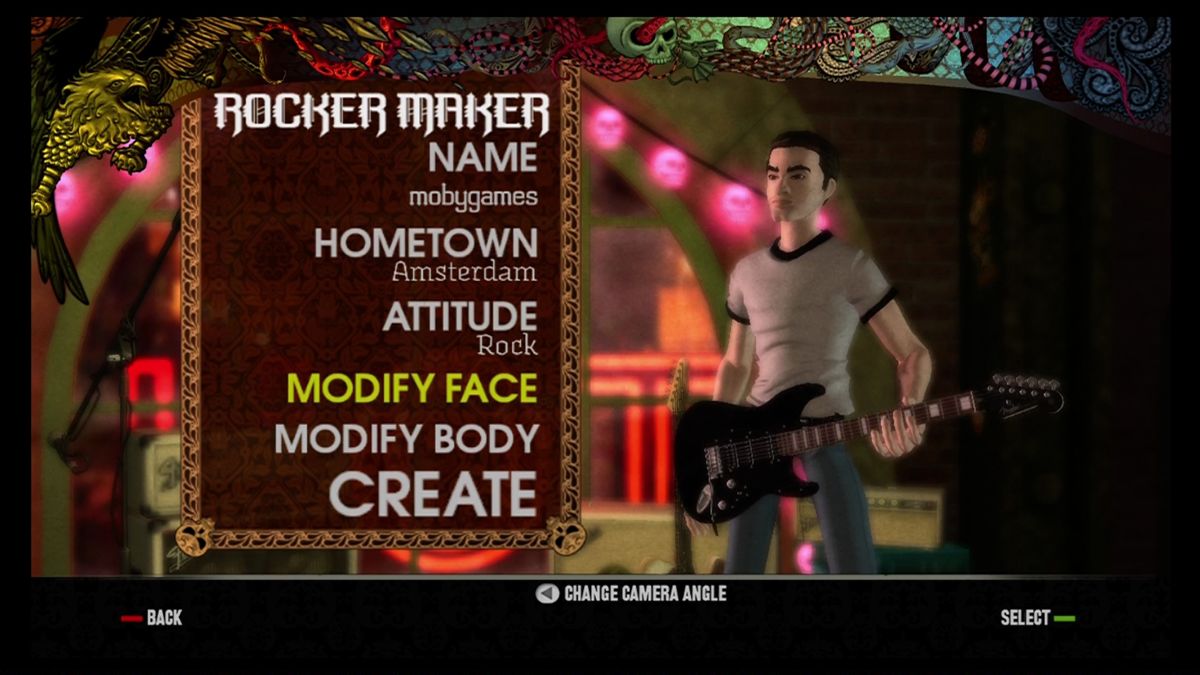 ROCKER MAKER
NAME
mobygames
HOMETOWN
Amsterdam
ATTITUDE
Rock
MODIFY FACE
MODIFY BODY
CREATE
CHANGE CAMERA ANGLE
BACK
SELECT